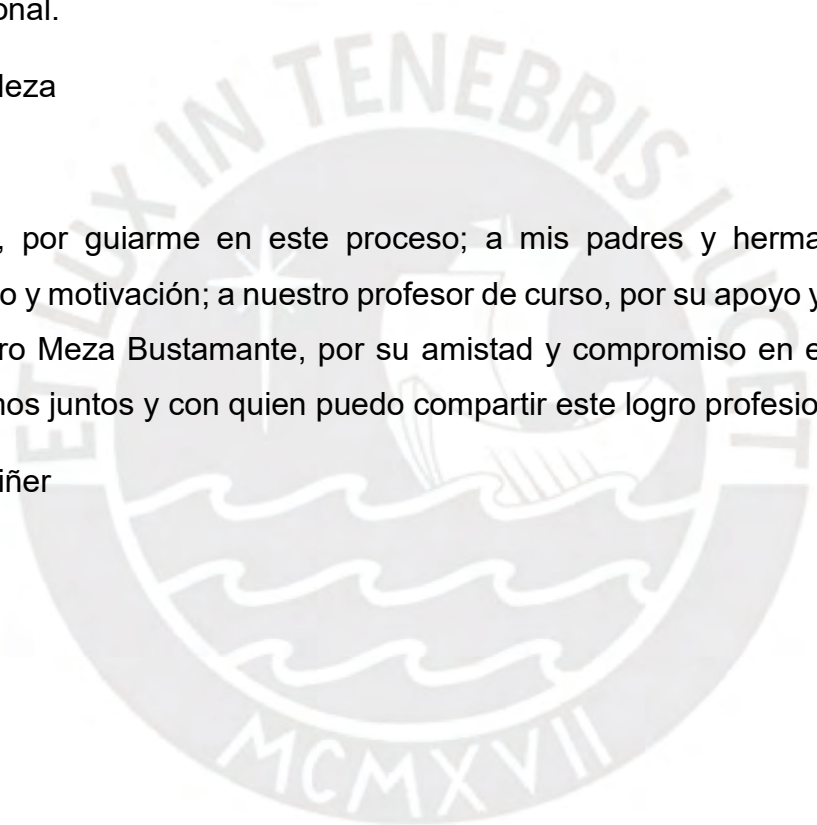 onal.
leza
, por guiarme en este proceso; a mis padres y herma
o y motivación; a nuestro profesor de curso, por su apoyo y
ro Meza Bustamante, por su amistad y compromiso en e
nos juntos y con quien puedo compartir este logro profesio
iñer
ET LUX IN TENEBRIS LUCET
MCMXVII